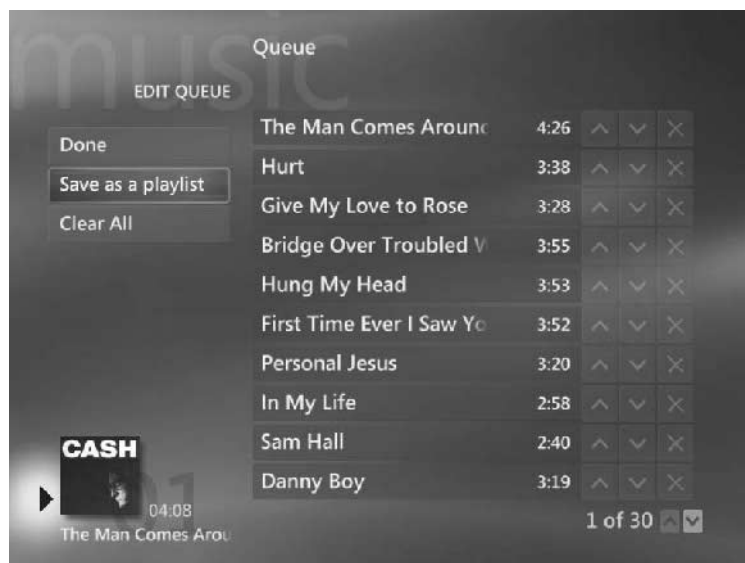 music
Queue
EDIT QUEUE
Done
Save as a playlist
Clear All
The Man Comes Aroun 4:26
Hurt 3:38
Give My Love to Rose 3:28
Bridge Over Troubled 3:55
Hung My Head 3:53
First Time Ever I Saw Yo 3:52
Personal Jesus 3:20
In My Life 2:58
Sam Hall 2:40
Danny Boy 3:19
1 of 30
CASH
01
04:08
The Man Comes Arou